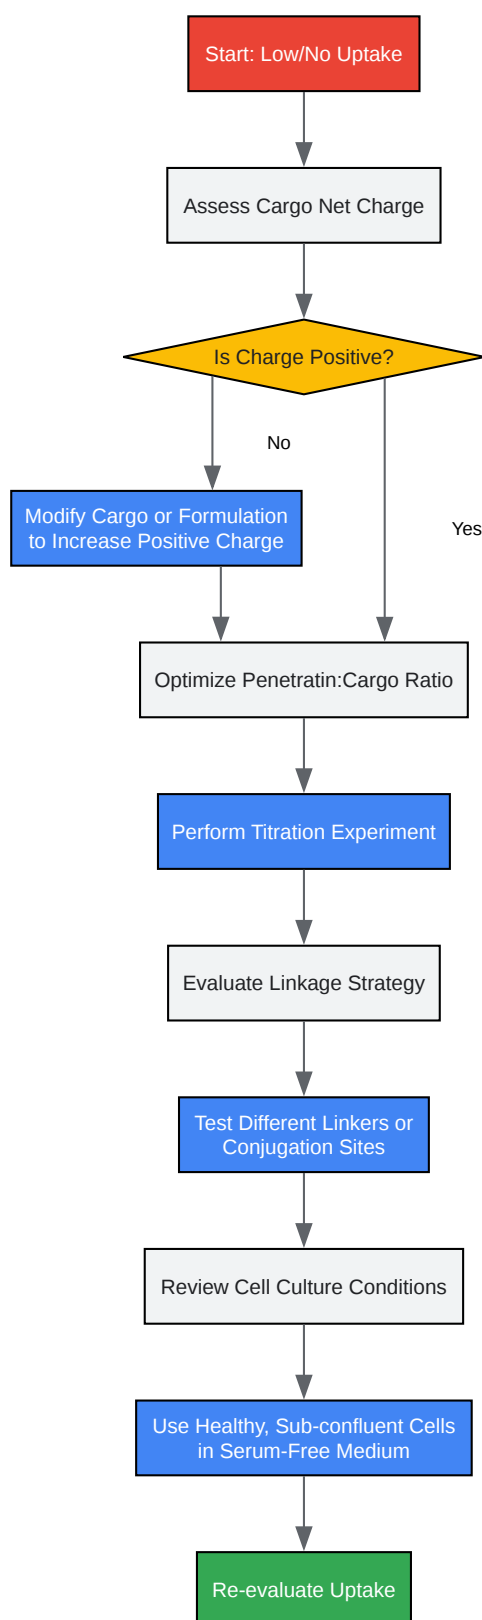 Start: Low/No Uptake
Assess Cargo Net Charge
Is Charge Positive?
No
Modify Cargo or Formulation
to Increase Positive Charge
Yes
Optimize Penetratin:Cargo Ratio
Perform Titration Experiment
Evaluate Linkage Strategy
Test Different Linkers or
Conjugation Sites
Review Cell Culture Conditions
Use Healthy, Sub-confluent Cells
in Serum-Free Medium
Re-evaluate Uptake